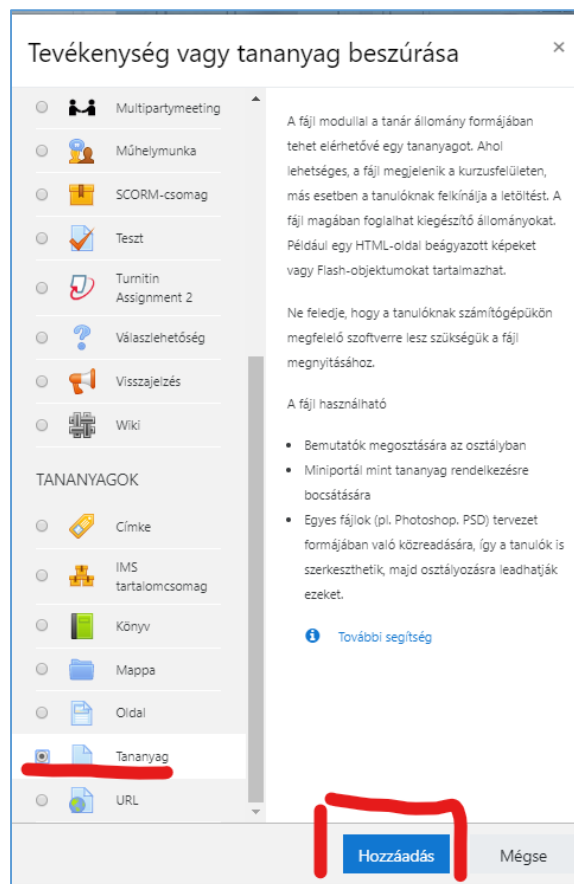 Tevékenység vagy tananyag beszúrása
×
Multipartymeeting
Műhelymunka
SCORM-csomag
Teszt
Turnitin
Assignment 2
Válaszlehetőség
Visszajelzés
Wiki
TANANYAGOK
Címke
IMS
tartalomcsomag
Könyv
Mappa
Oldal
Tananyag
URL
A fájl modullal a tanár állomány formájában
tehet elérhetővé egy tananyagot. Ahol
lehetséges, a fájl megjelenik a kurzusfelületen,
más esetben a tanulóknak felkínálja a letöltést. A
fájl magában foglalhat kiegészítő állományokat.
Például egy HTML-oldal beágyazott képeket
vagy Flash-objektumokat tartalmazhat.
Ne feledje, hogy a tanulóknak számítógépükön
megfelelő szoftverre lesz szükségük a fájl
megnyitásához.
A fájl használható
• Bemutatók megosztására az osztályban
• Miniportál mint tananyag rendelkezésre
bocsátására
• Egyes fájlok (pl. Photoshop. PSD) tervezet
formájában való közreadására, így a tanulók is
szerkeszthetik, majd osztályozásra leadhatják
ezeket.
További segítség
Hozzáadás
Mégse